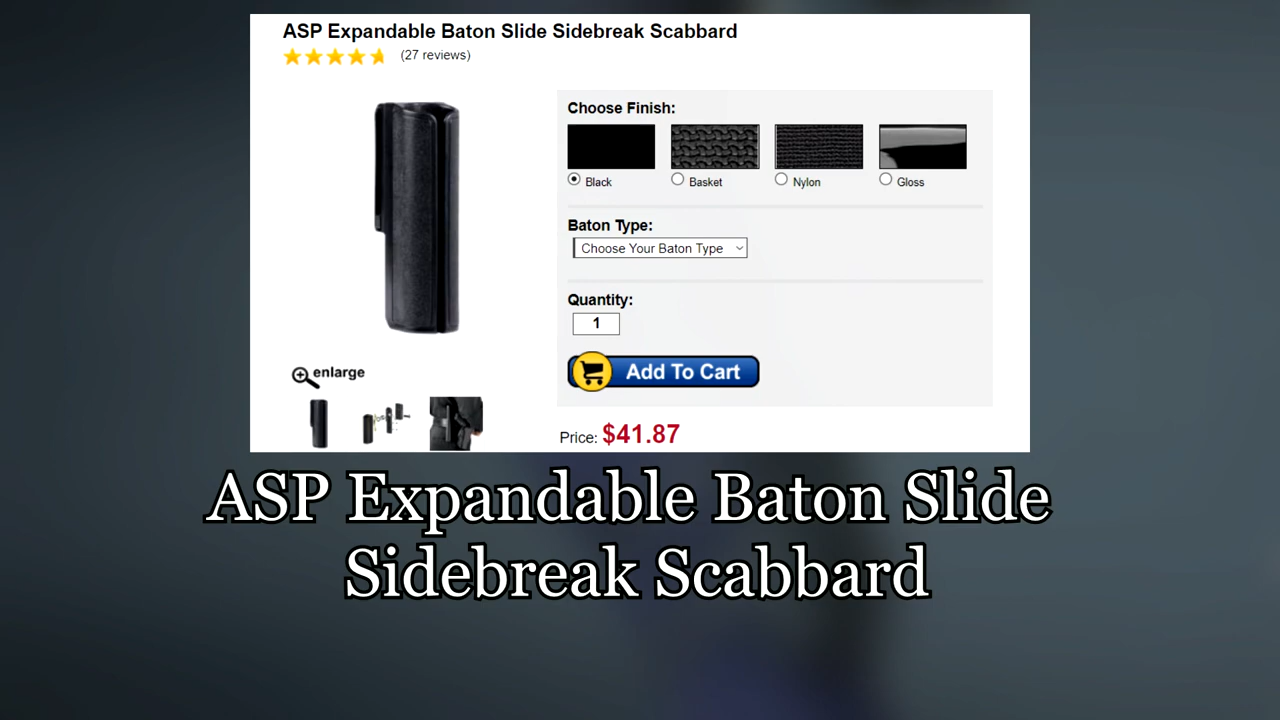 ASP Expandable Baton Slide Sidebreak Scabbard
(27 reviews)
Choose Finish:
Black Basket Nylon Gloss
Baton Type:
Choose Your Baton Type
Quantity:
1
Add To Cart
enlarge
Price: $41.87
ASP Expandable Baton Slide
Sidebreak Scabbard